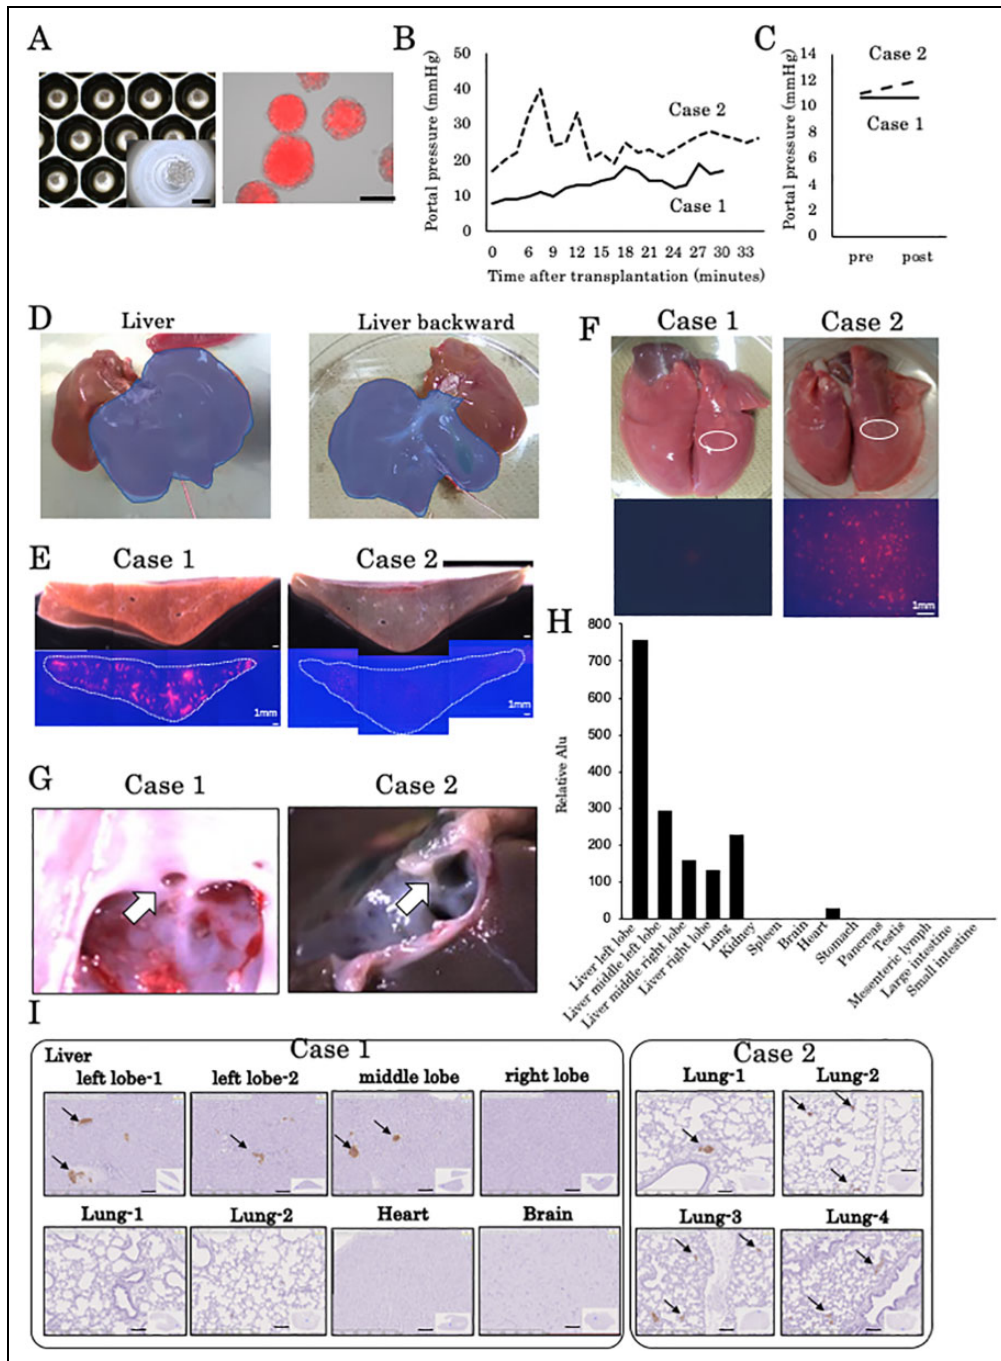 A
B
Portal pressure (mmHg)
50
40
30
20
10
0
Case 2
Case 1
0 6 9 12 15 18 21 24 27 30 33
Time after transplantation (minutes)
C
Portal pressure (mmHg)
14
12
10
8
6
4
2
0
Case 2
Case 1
pre post
D
Liver
Liver backward
E
Case 1
Case 2
1mm
1mm
F
Case 1
Case 2
1mm
G
Case 1
Case 2
H
Relative Alu
800
700
600
500
400
300
200
100
0
Liver left lobe
Liver middle left lobe
Liver middle right lobe
Liver right lobe
Lung
Kidney
Spleen
Brain
Heart
Stomach
Pancreas
Testis
Mesenteric lymph
Large intestine
Small intestine
I
Case 1
Liver
left lobe-1 left lobe-2 middle lobe right lobe
Lung-1 Lung-2 Heart Brain
Case 2
Lung-1 Lung-2
Lung-3 Lung-4